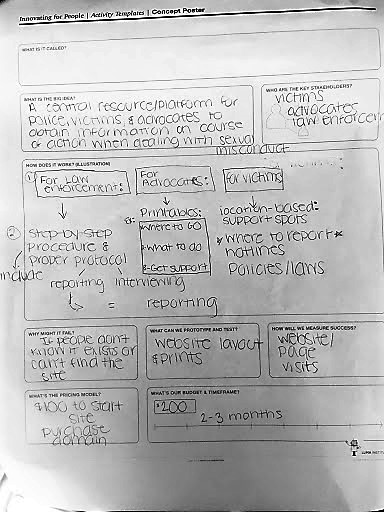 Innovating for People | Activity Templates | Concept Poster
WHAT IS IT CALLED?
WHAT IS THE BIG IDEA?
A central resource/platform for
police, victims, & advocates to
obtain information on course
of action when dealing with sexual
misconduct
WHO ARE THE KEY STAKEHOLDERS?
victims
advocates
law enforcement
HOW DOES IT WORK? (ILLUSTRATION)
① For Law
enforcement:
For
Advocates:
For victims
② Step-by-step
procedure &
proper protocol
include
reporting interviewing
= reporting
Printables:
Where to GO
What to do
Get support
location-based:
support spots
*Where to report*
hotlines
Policies/laws
WHY MIGHT IT FAIL?
If people don't
know it exists or
can't find the
site
WHAT CAN WE PROTOTYPE AND TEST?
website layout
& prints
HOW WILL WE MEASURE SUCCESS?
website/
page
visits
WHAT'S THE PRICING MODEL?
$100 to start
site
purchase
domain
WHAT'S OUR BUDGET & TIMEFRAME?
$200
2-3 months
LUMA INSTIT